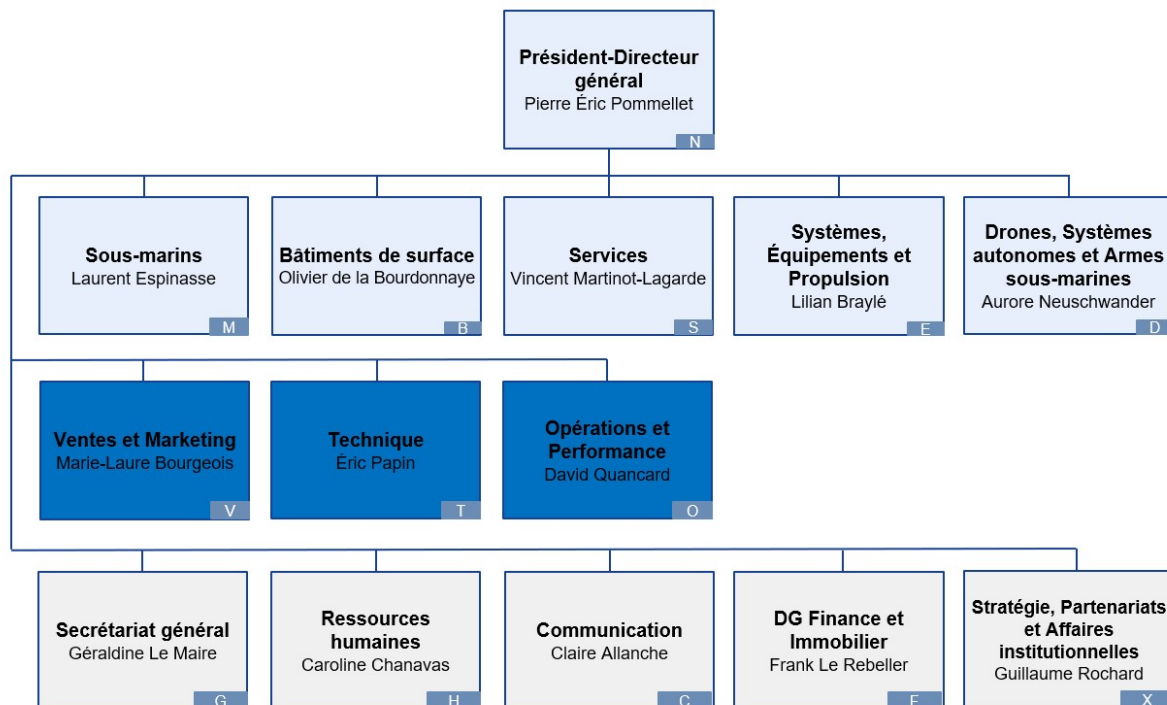 Président-Directeur
général
Pierre Éric Pommellet
N
Sous-marins
Laurent Espinasse
M
Bâtiments de surface
Olivier de la Bourdonnaye
B
Services
Vincent Martinot-Lagarde
S
Systèmes,
Équipements et
Propulsion
Lilian Braylé
E
Drones, Systèmes
autonomes et Armes
sous-marines
Aurore Neuschwander
D
Ventes et Marketing
Marie-Laure Bourgeois
V
Technique
Éric Papin
T
Opérations et
Performance
David Quancard
O
Secrétariat général
Géraldine Le Maire
G
Ressources
humaines
Caroline Chanavas
H
Communication
Claire Allanche
C
DG Finance et
Immobilier
Frank Le Rebeller
F
Stratégie, Partenariats
et Affaires
institutionnelles
Guillaume Rochard
X